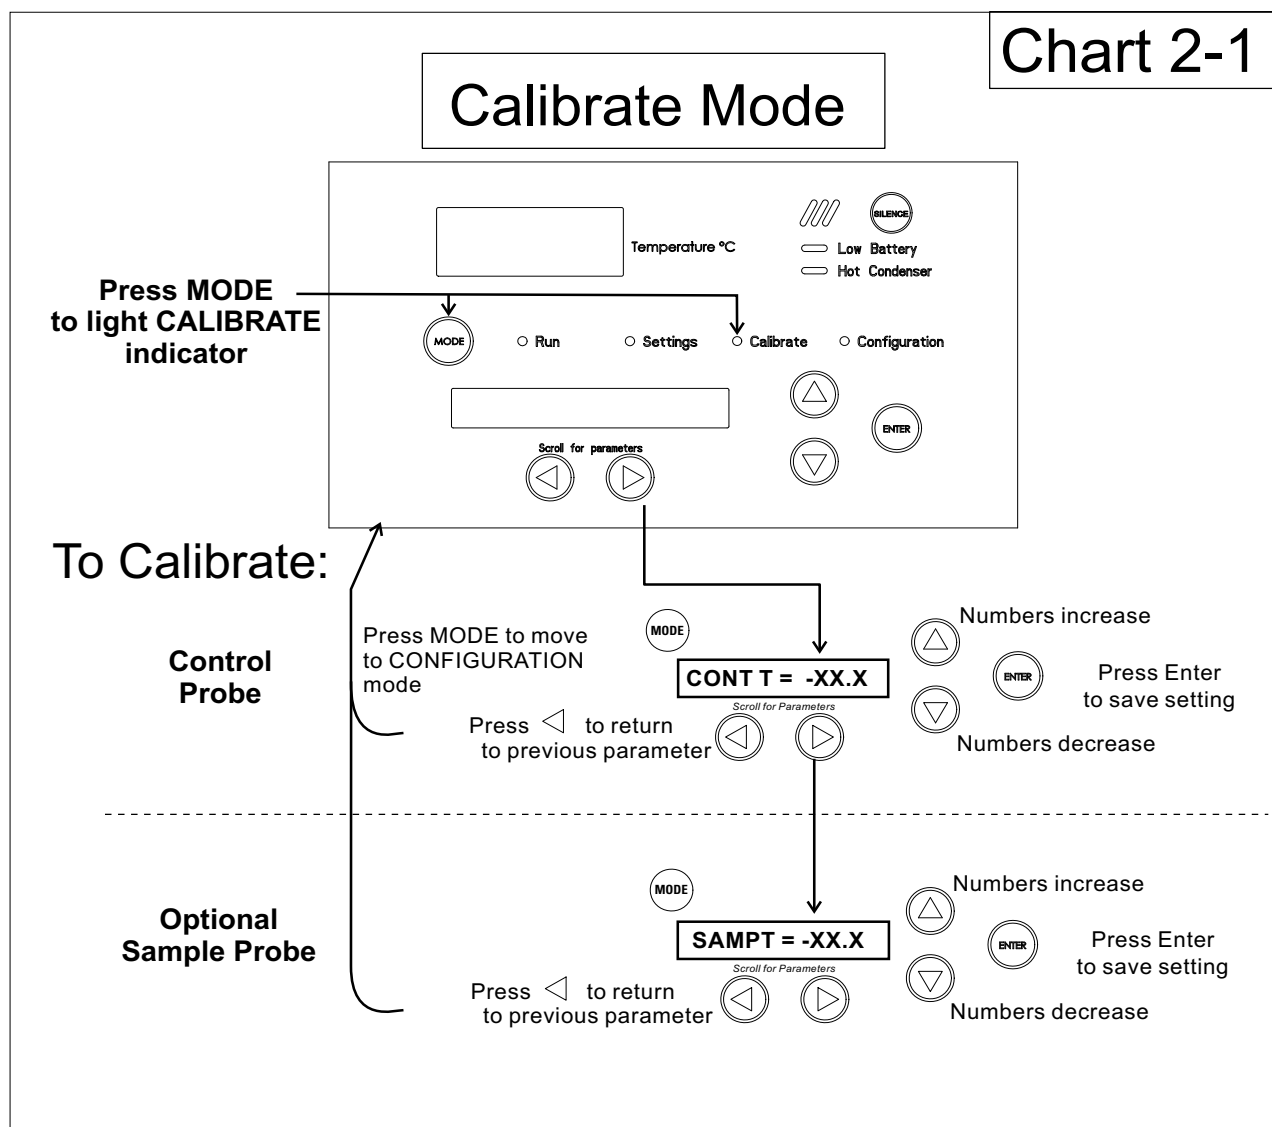 Chart 2-1
Calibrate Mode
SILENCE
Temperature °C
Low Battery
Hot Condenser
Press MODE
to light CALIBRATE
indicator
MODE
Run
Settings
Calibrate
Configuration
ENTER
Scroll for parameters
To Calibrate:
Control
Probe
Press MODE to move
to CONFIGURATION
mode
MODE
CONT T = -XX.X
Scroll for Parameters
Press ◁ to return
to previous parameter
Numbers increase
ENTER
Press Enter
to save setting
Numbers decrease
Optional
Sample Probe
MODE
SAMPT = -XX.X
Scroll for Parameters
Press ◁ to return
to previous parameter
Numbers increase
ENTER
Press Enter
to save setting
Numbers decrease